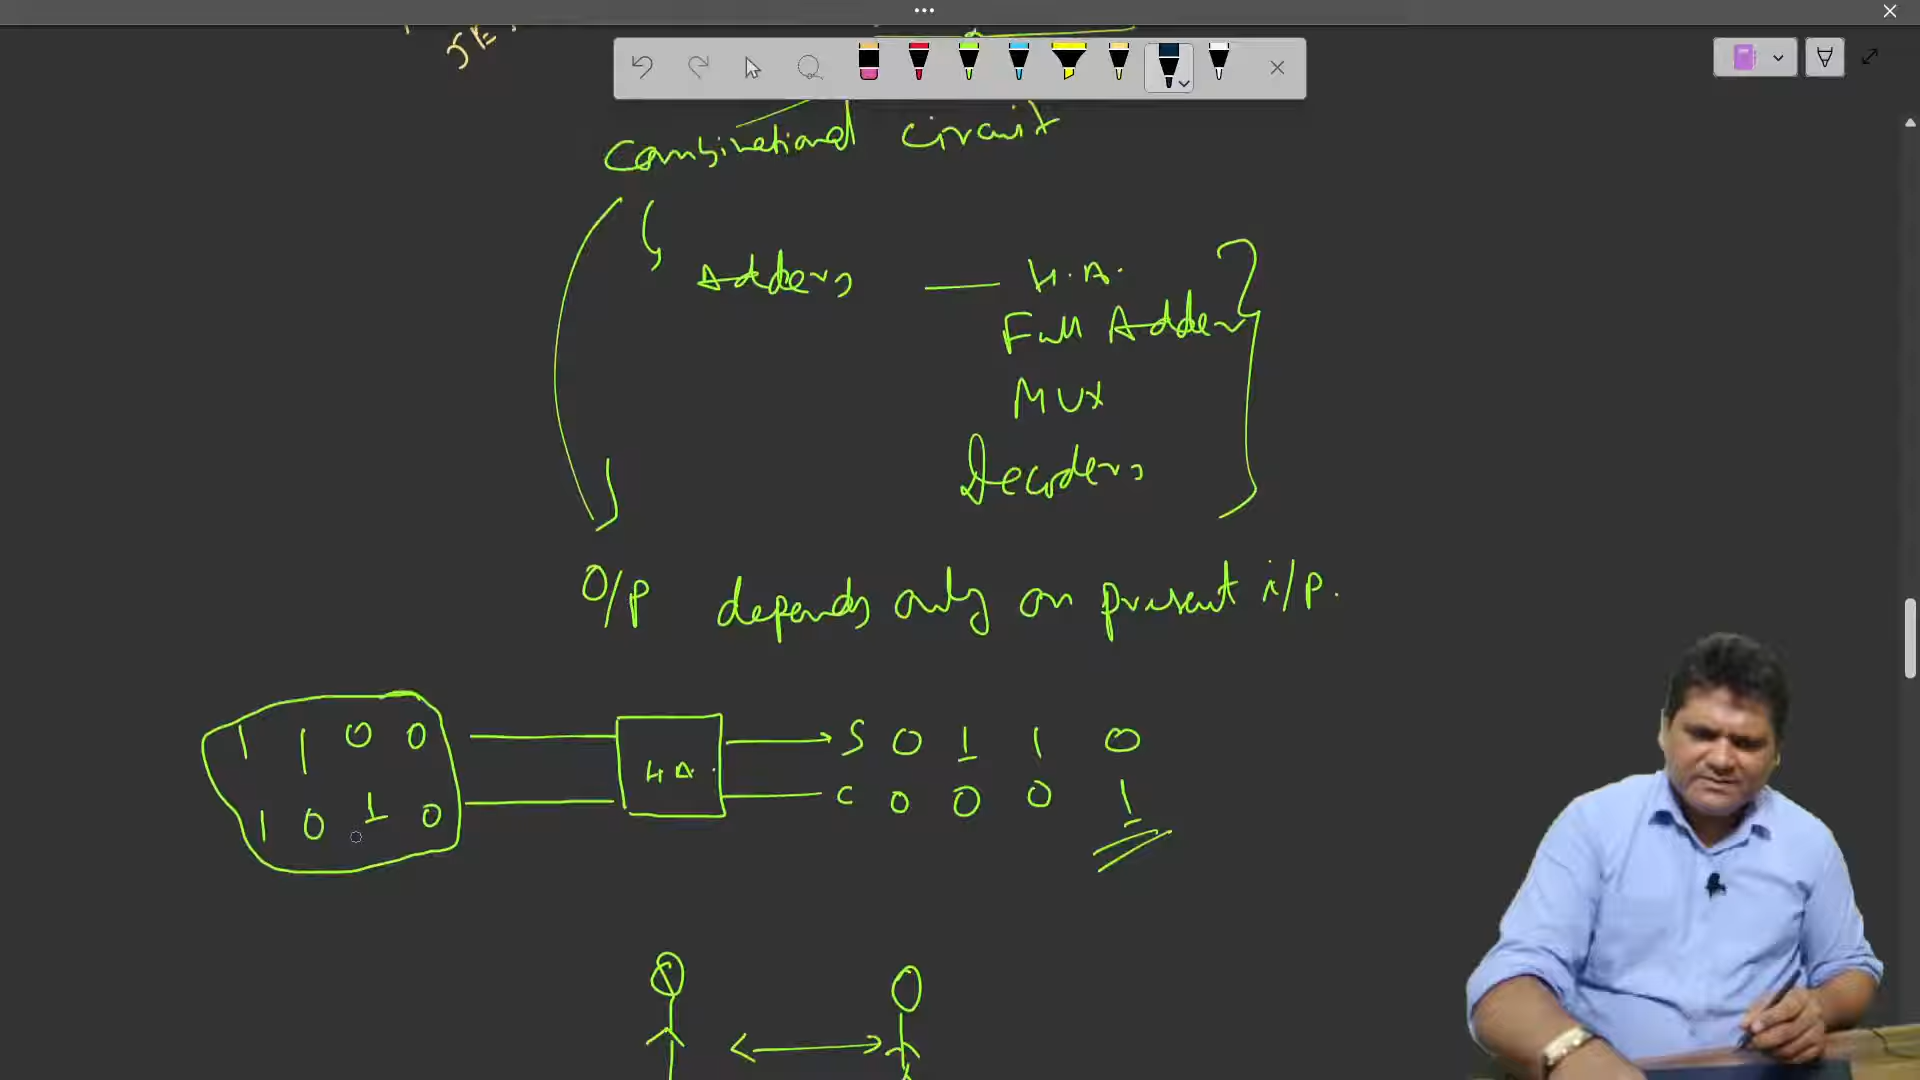 Combinational circuit
Adders — H.A.
Full Adder
MUX
Decoders
O/p depends only on present i/p.
1 1 0 0
1 0 1 0
H.A.
S 0 1 1 0
C 0 0 0 1